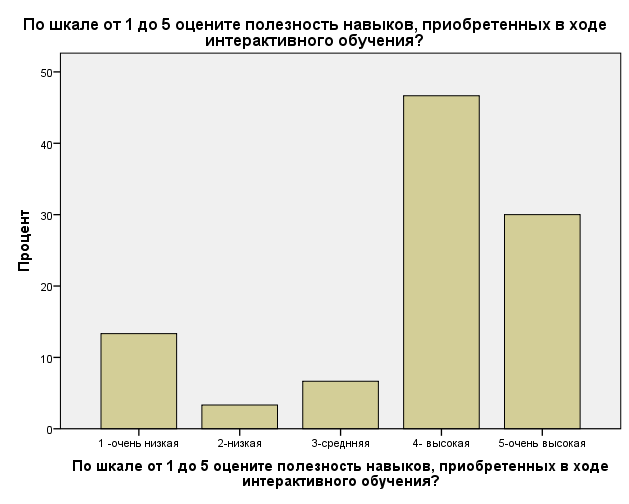 По шкале от 1 до 5 оцените полезность навыков, приобретенных в ходе
интерактивного обучения?
Процент
50
40
30
20
10
0
1 -очень низкая
2-низкая
3-среднняя
4- высокая
5-очень высокая
По шкале от 1 до 5 оцените полезность навыков, приобретенных в ходе
интерактивного обучения?